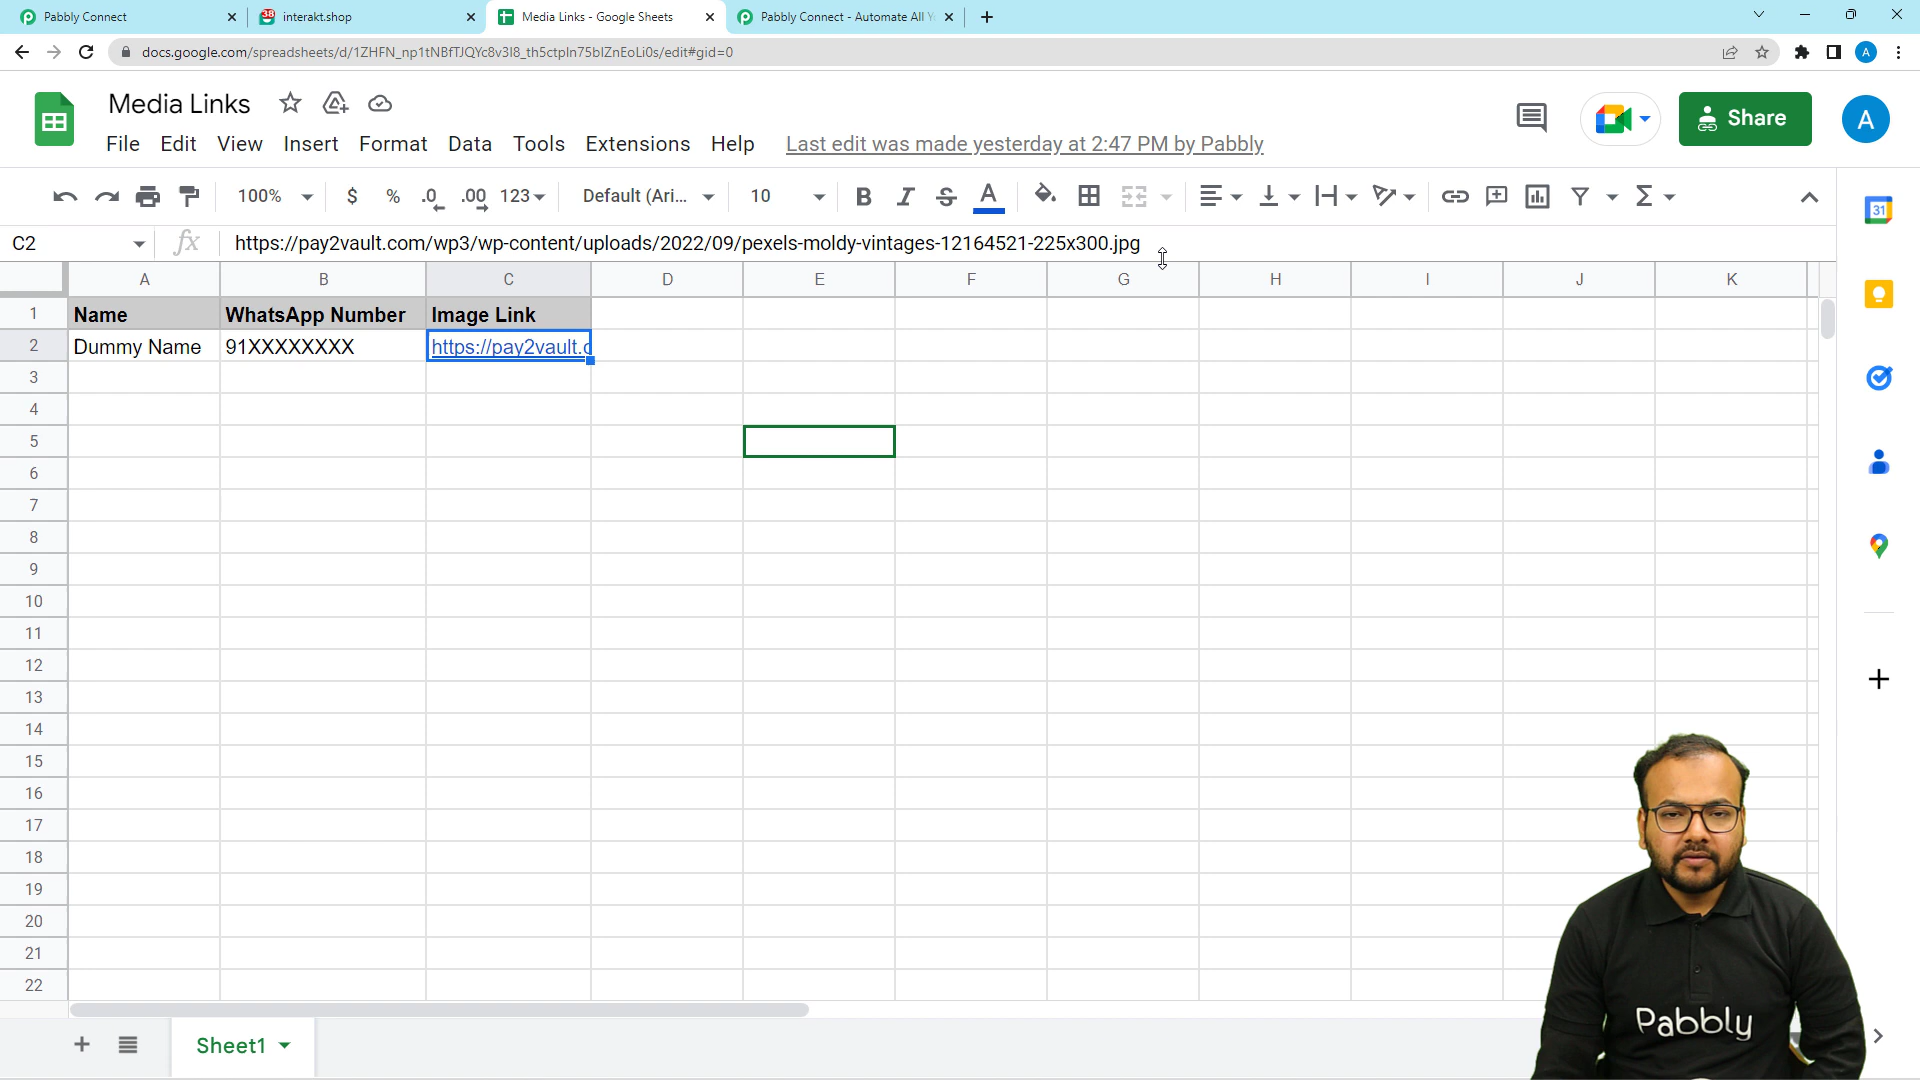 Pabbly Connect
38
interakt.shop
Media Links - Google Sheets
Pabbly Connect - Automate All
docs.google.com/spreadsheets/d/1ZHFN_np1tNBfTJQYc8v3I8_th5ctpIn75bIZnEoLi0s/edit#gid=0
A
Media Links
Share
A
File Edit View Insert Format Data Tools Extensions Help Last edit was made yesterday at 2:47 PM by Pabbly
100% $ % .0 .00 123 Default (Ari... 10 B I S A Σ
31
C2 fx https://pay2vault.com/wp3/wp-content/uploads/2022/09/pexels-moldy-vintages-12164521-225x300.jpg
A B C D E F G H I J K
1 Name WhatsApp Number Image Link
2 Dummy Name 91XXXXXXXX https://pay2vault.c
3
4
5
6
7
8
9
10
11
12
13
14
15
16
17
18
19
20
21
22
Pabbly
Sheet1